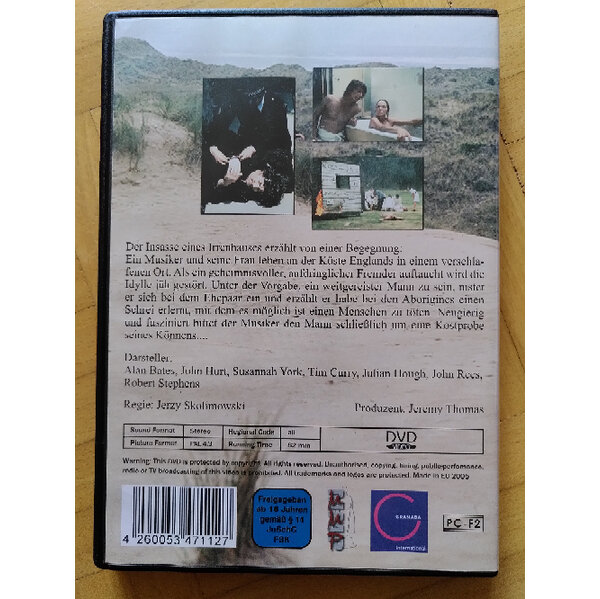 Der Insasse eines Irrenhauses erzählt von einer Begegnung:
Ein Musiker und seine Frau leben an der Köste Englands in einem verschla-
fenen Ort. Als ein geheimnisvoller, aufdringlicher Fremder auftaucht wird die
Idylle jäh gestört. Unter der Vorgabe, ein weitgereister Mann zu sein, nistet
er sich bei dem Ehepaar ein und erzählt er habe bei den Aborigines einen
Schrei erlernt, mit dem es möglich ist einen Menschen zu töten. Neugierig
und fasziniert bittet der Musiker den Mann schließlich um eine Kostprobe
seines Könnens....
Darsteller:
Alan Bates, John Hurt, Susannah York, Tim Curry, Julian Hough, John Rees,
Robert Stephens
Regie: Jerzy Skolimowski Produzent: Jeremy Thomas
Sound Format Stereo Regional Code all
Picture Format PAL 4:3 Running Time 82 min
DVD
VIDEO
Warning: This DVD is protected by copyright. All rights reserved. Unauthorised, copying, hiring, public-perfomance,
radio or TV broadcasting of this video is prohibited. All trademarks and logos are protected. Made in EU 2005
Freigegeben
ab 16 Jahren
gemäß § 14
JuSchG
FSK
GRANADA
International
PC-F2
4 260053 471127